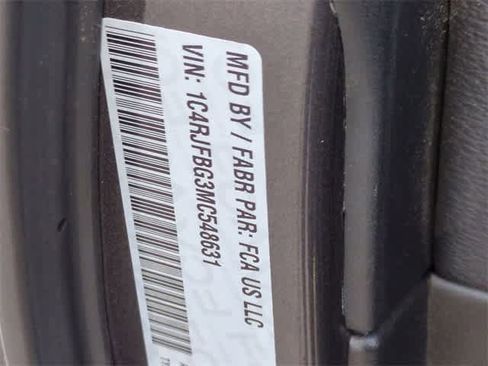 MFD BY / FABR PAR: FCA US LLC
VIN: 1C4RJFBG3MC548631